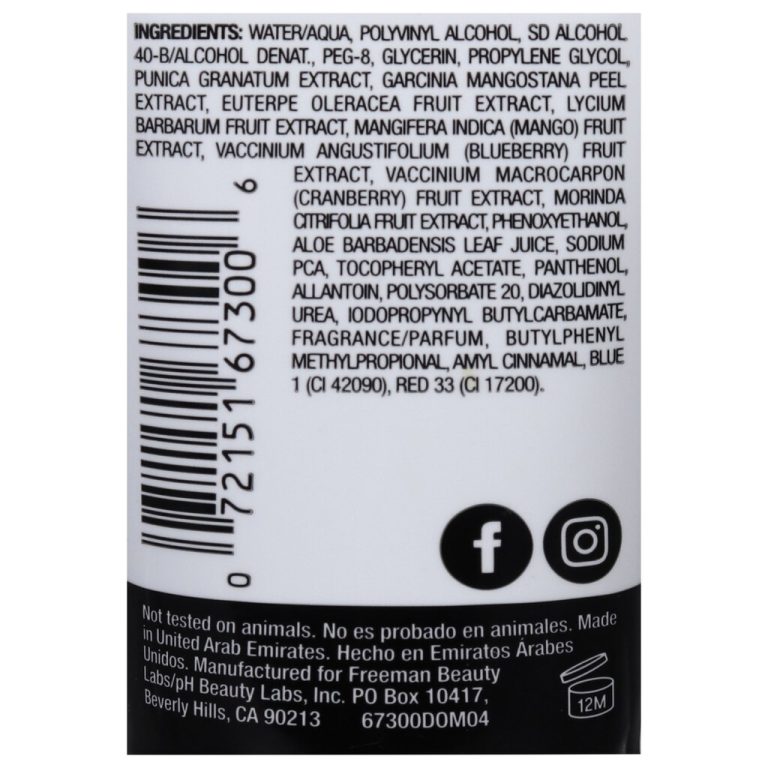 INGREDIENTS: WATER/AQUA, POLYVINYL ALCOHOL, SD ALCOHOL
40-B/ALCOHOL DENAT., PEG-8, GLYCERIN, PROPYLENE GLYCOL,
PUNICA GRANATUM EXTRACT, GARCINIA MANGOSTANA PEEL
EXTRACT, EUTERPE OLERACEA FRUIT EXTRACT, LYCIUM
BARBARUM FRUIT EXTRACT, MANGIFERA INDICA (MANGO) FRUIT
EXTRACT, VACCINIUM ANGUSTIFOLIUM (BLUEBERRY) FRUIT
EXTRACT, VACCINIUM MACROCARPON
(CRANBERRY) FRUIT EXTRACT, MORINDA
CITRIFOLIA FRUIT EXTRACT, PHENOXYETHANOL,
ALOE BARBADENSIS LEAF JUICE, SODIUM
PCA, TOCOPHERYL ACETATE, PANTHENOL,
ALLANTOIN, POLYSORBATE 20, DIAZOLIDINYL
UREA, IODOPROPYNYL BUTYLCARBAMATE,
FRAGRANCE/PARFUM, BUTYLPHENYL
METHYLPROPIONAL, AMYL CINNAMAL, BLUE
1 (CI 42090), RED 33 (CI 17200).
0 72151 67300 6
f
Not tested on animals. No es probado en animales. Made
in United Arab Emirates. Hecho en Emiratos Árabes
Unidos. Manufactured for Freeman Beauty
Labs/pH Beauty Labs, Inc. PO Box 10417,
Beverly Hills, CA 90213 67300DOM04
12M